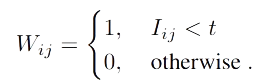 W_{ij} = \begin{cases} 1, & I_{ij} < t \\ 0, & \text{otherwise .} \end{cases}